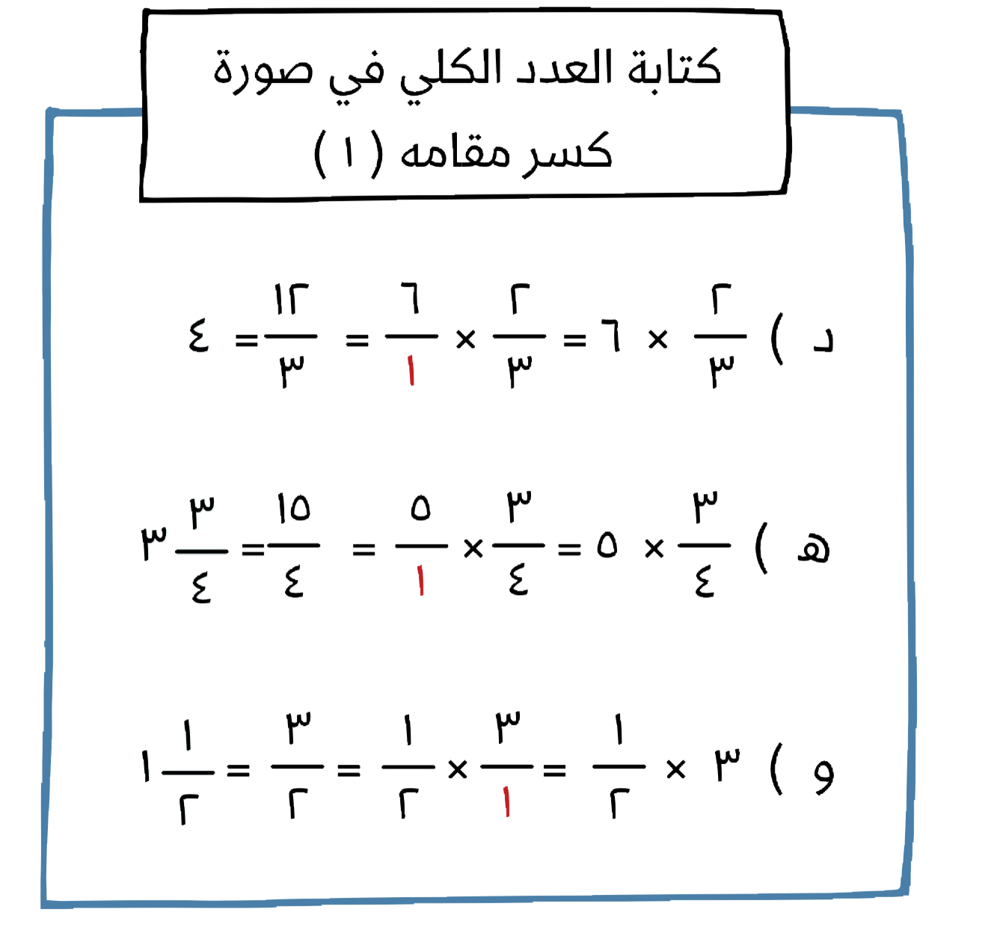 كتابة العدد الكلي في صورة
كسر مقامه ( ١ )
د ) ٢/٣ × ٦ = ٢/٣ × ٦/١ = ١٢/٣ = ٤
ه ) ٣/٤ × ٥ = ٣/٤ × ٥/١ = ١٥/٤ = ٣ ٣/٤
و ) ٣ × ١/٢ = ٣/١ × ١/٢ = ٣/٢ = ١ ١/٢